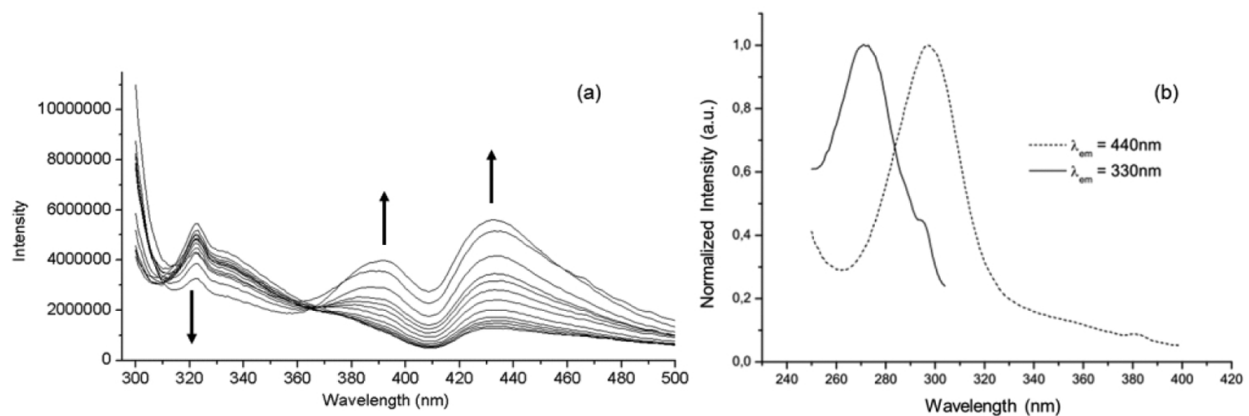 (a)
Intensity
10000000
8000000
6000000
4000000
2000000
0
300 320 340 360 380 400 420 440 460 480 500
Wavelength (nm)
(b)
Normalized Intensity (a.u.)
1,0
0,8
0,6
0,4
0,2
0,0
λem = 440nm
λem = 330nm
240 260 280 300 320 340 360 380 400 420
Wavelength (nm)